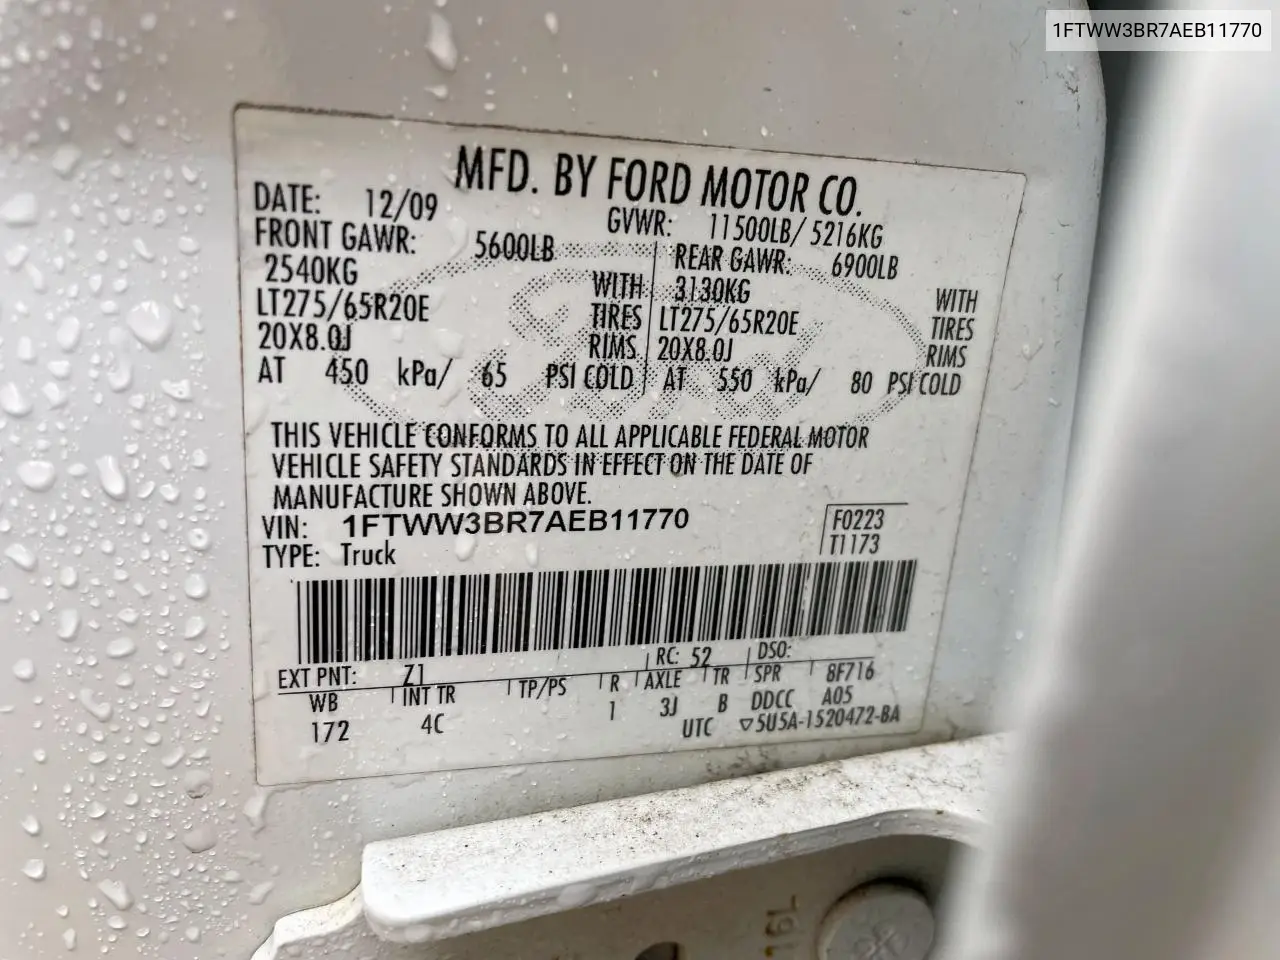 1FTWW3BR7AEB11770
MFD. BY FORD MOTOR CO.
DATE: 12/09 GVWR: 11500LB/ 5216KG
FRONT GAWR: 5600LB REAR GAWR: 6900LB
2540KG WITH 3130KG WITH
LT275/65R20E TIRES LT275/65R20E TIRES
20X8.0J RIMS 20X8.0J RIMS
AT 450 kPa/ 65 PSI COLD AT 550 kPa/ 80 PSI COLD
THIS VEHICLE CONFORMS TO ALL APPLICABLE FEDERAL MOTOR
VEHICLE SAFETY STANDARDS IN EFFECT ON THE DATE OF
MANUFACTURE SHOWN ABOVE.
VIN: 1FTWW3BR7AEB11770 F0223
TYPE: Truck T1173
EXT PNT: Z1 RC: 52 DSO:
WB INT TR TP/PS R AXLE TR SPR 8F716
172 4C 1 3J B DDCC A05
UTC ▽5U5A-1520472-BA
16L